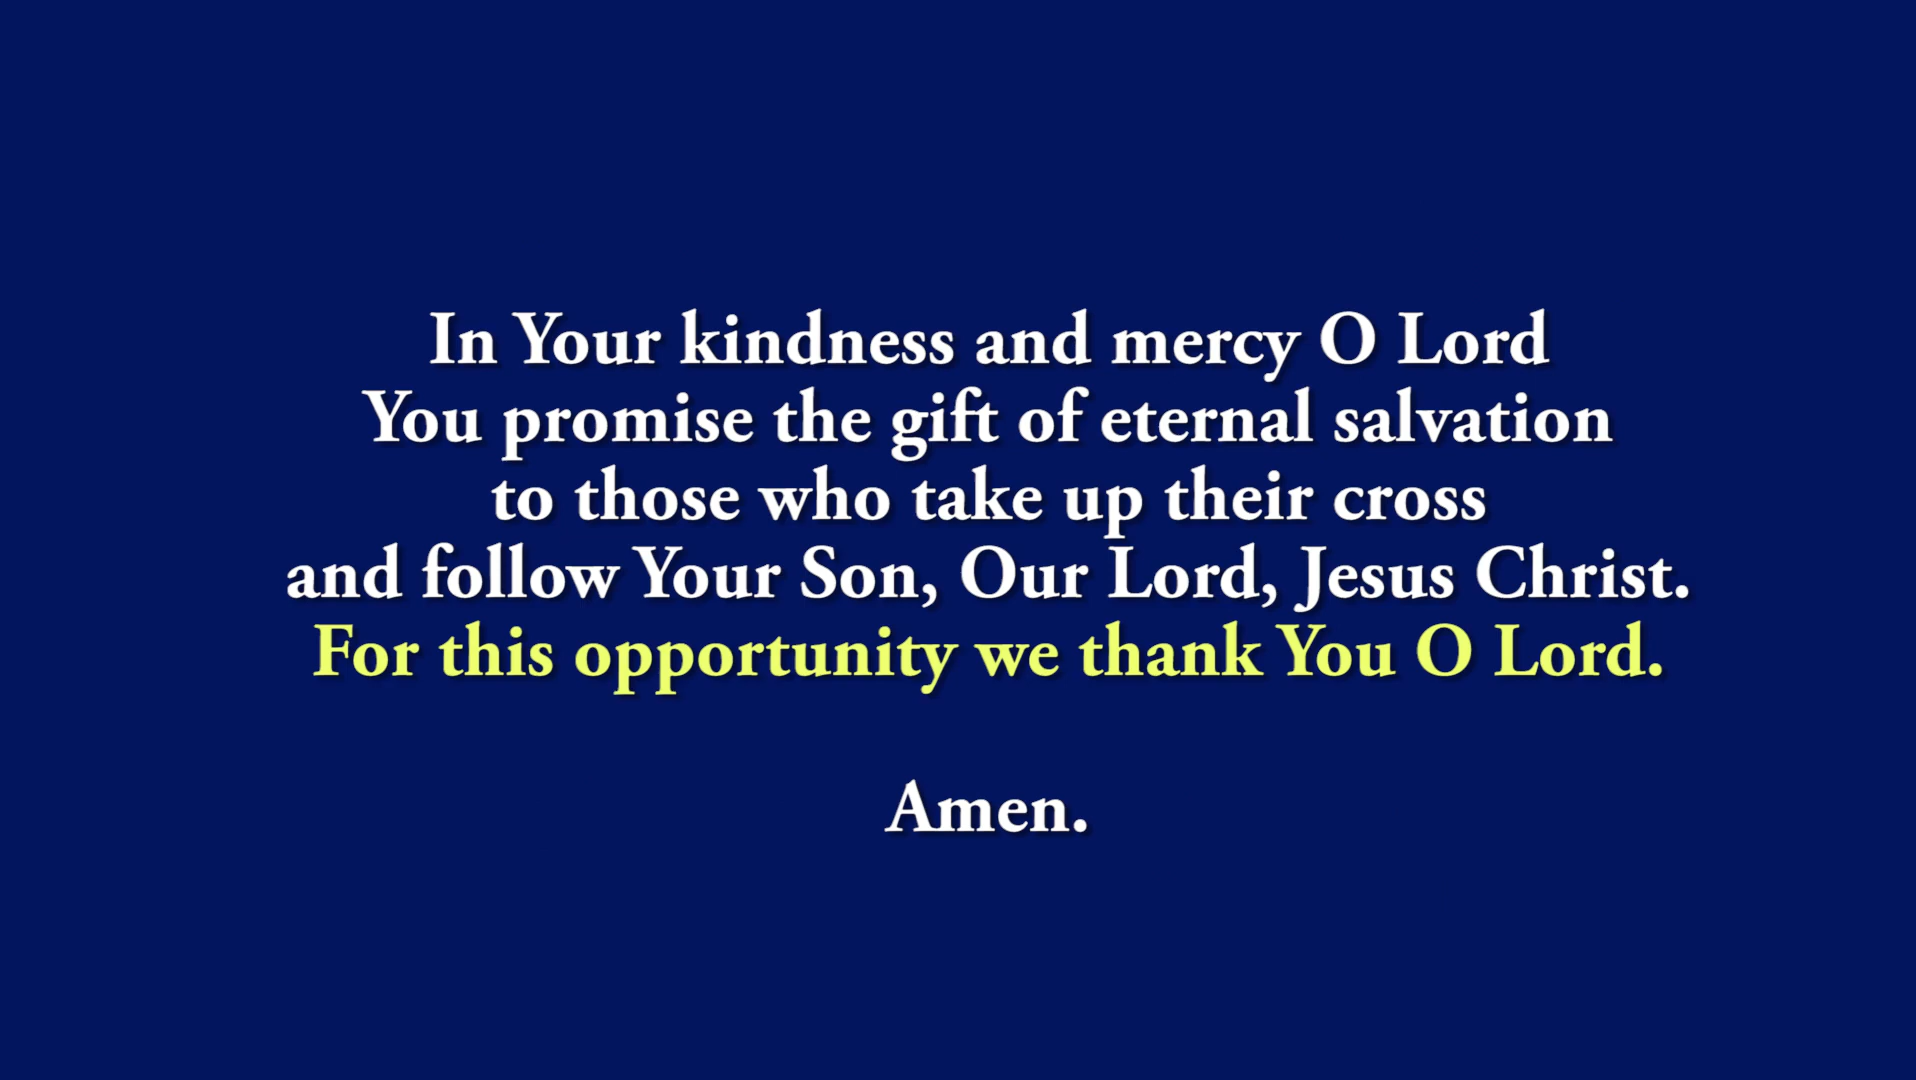 In Your kindness and mercy O Lord
You promise the gift of eternal salvation
to those who take up their cross
and follow Your Son, Our Lord, Jesus Christ.
For this opportunity we thank You O Lord.
Amen.